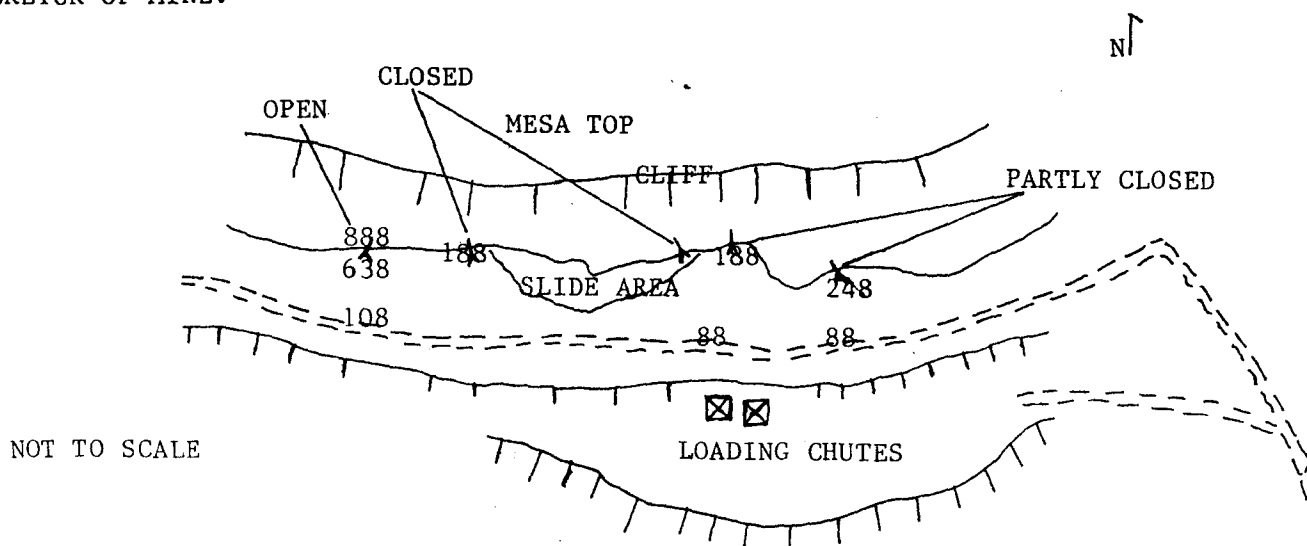 N
CLOSED
OPEN
MESA TOP
CLIFF
PARTLY CLOSED
888
188
188
638
SLIDE AREA
248
108
88
88
LOADING CHUTES
NOT TO SCALE